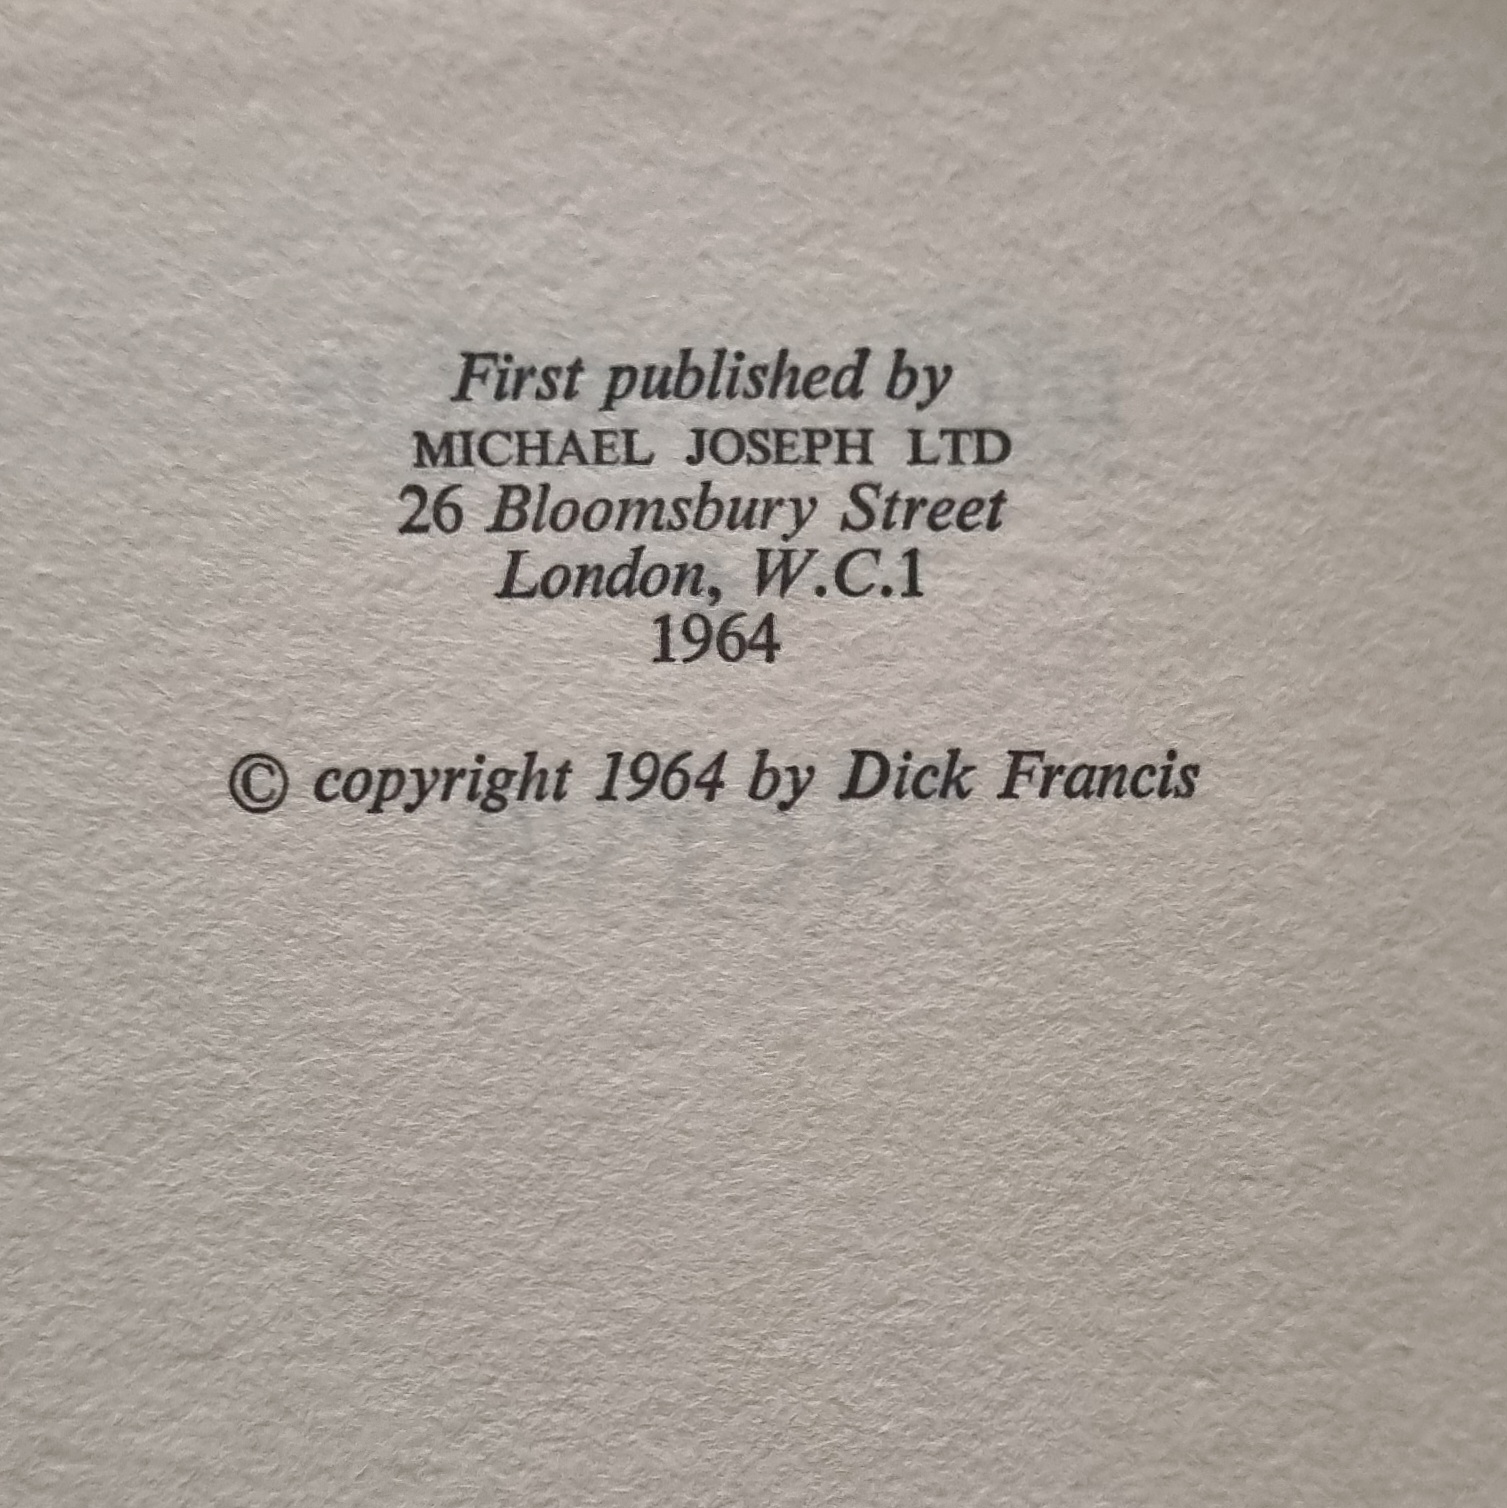 First published by
MICHAEL JOSEPH LTD
26 Bloomsbury Street
London, W.C.1
1964
© copyright 1964 by Dick Francis